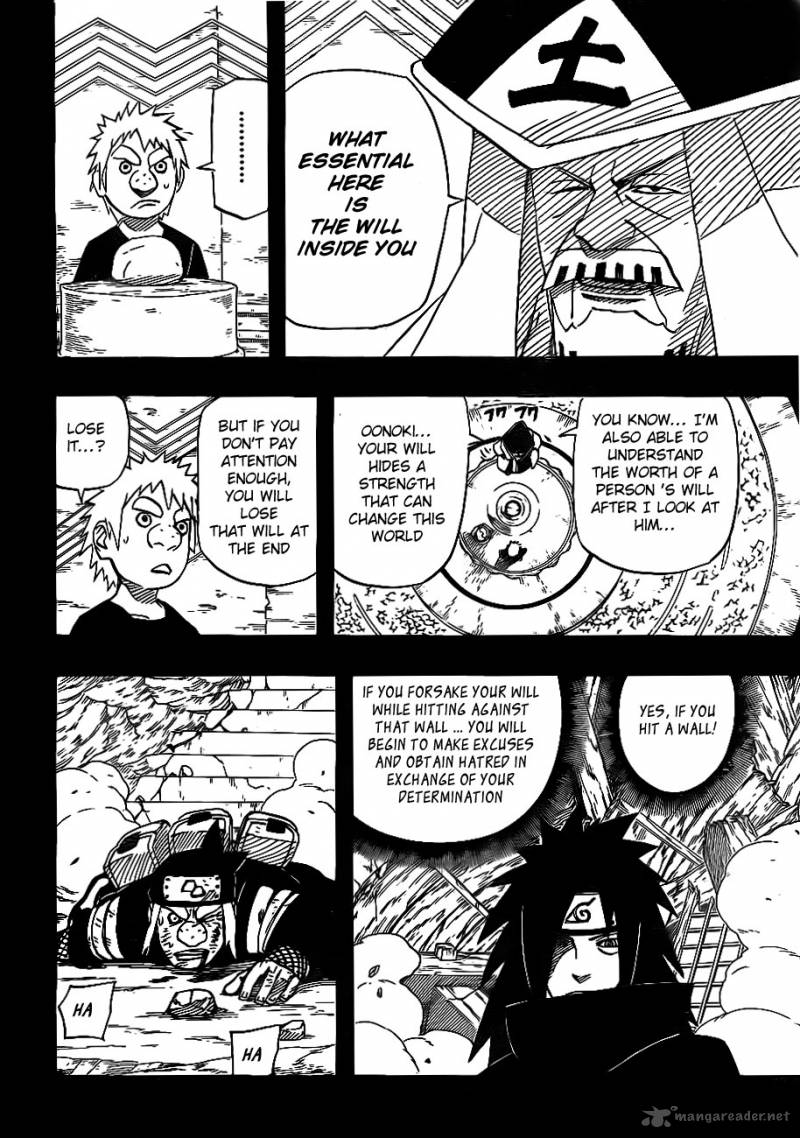 土
WHAT
ESSENTIAL
HERE
IS
THE WILL
INSIDE YOU
..........
YOU KNOW... I'M
ALSO ABLE TO
UNDERSTAND
THE WORTH OF A
PERSON 'S WILL
AFTER I LOOK AT
HIM...
フワ
フワ
OONOKI...
YOUR WILL
HIDES A
STRENGTH
THAT CAN
CHANGE THIS
WORLD
BUT IF YOU
DON'T PAY
ATTENTION
ENOUGH,
YOU WILL
LOSE
THAT WILL AT
THE END
LOSE
IT...?
YES, IF YOU
HIT A WALL!
IF YOU FORSAKE YOUR WILL
WHILE HITTING AGAINST
THAT WALL ... YOU WILL
BEGIN TO MAKE EXCUSES
AND OBTAIN HATRED IN
EXCHANGE OF YOUR
DETERMINATION
HA
HA
mangareader.net